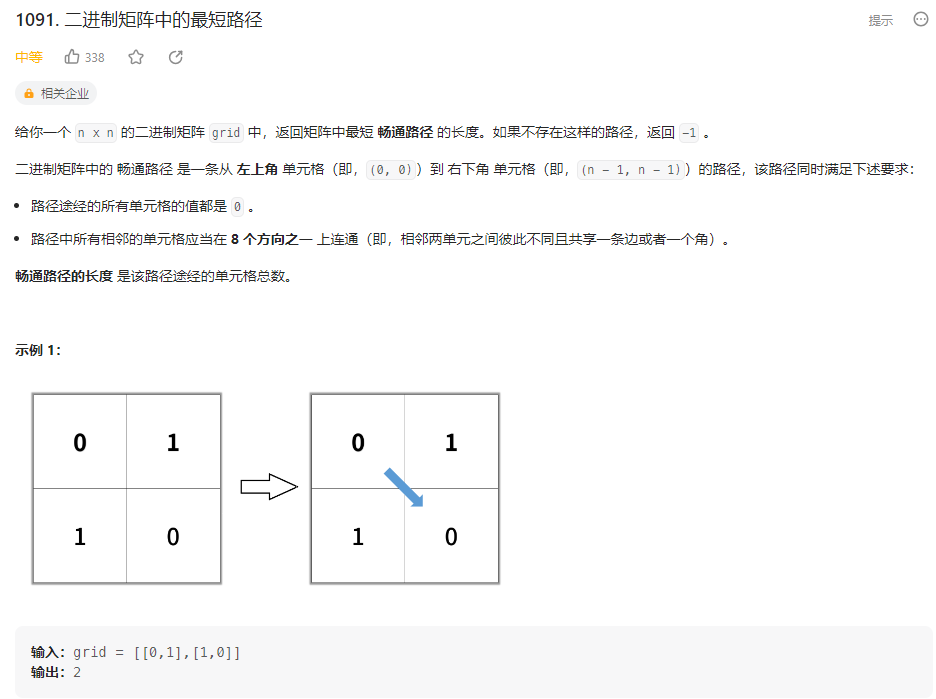 1091. 二进制矩阵中的最短路径
提示
中等 338
相关企业
给你一个 n x n 的二进制矩阵 grid 中，返回矩阵中最短 畅通路径 的长度。如果不存在这样的路径，返回 -1 。
二进制矩阵中的 畅通路径 是一条从 左上角 单元格（即，(0, 0)）到 右下角 单元格（即，(n - 1, n - 1)）的路径，该路径同时满足下述要求：
• 路径途经的所有单元格的值都是 0 。
• 路径中所有相邻的单元格应当在 8 个方向之一 上连通（即，相邻两单元之间彼此不同且共享一条边或者一个角）。
畅通路径的长度 是该路径途经的单元格总数。
示例 1：
0 1 0 1
1 0 1 0
输入：grid = [[0,1],[1,0]]
输出：2